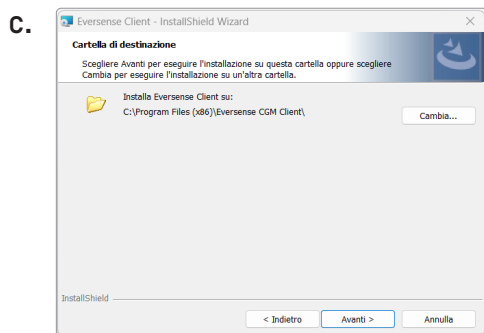 C.
Eversense Client - InstallShield Wizard
Cartella di destinazione
Scegliere Avanti per eseguire l'installazione su questa cartella oppure scegliere
Cambia per eseguire l'installazione su un'altra cartella.
Installa Eversense Client su:
C:\Program Files (x86)\Eversense CGM Client\
Cambia...
InstallShield
< Indietro
Avanti >
Annulla